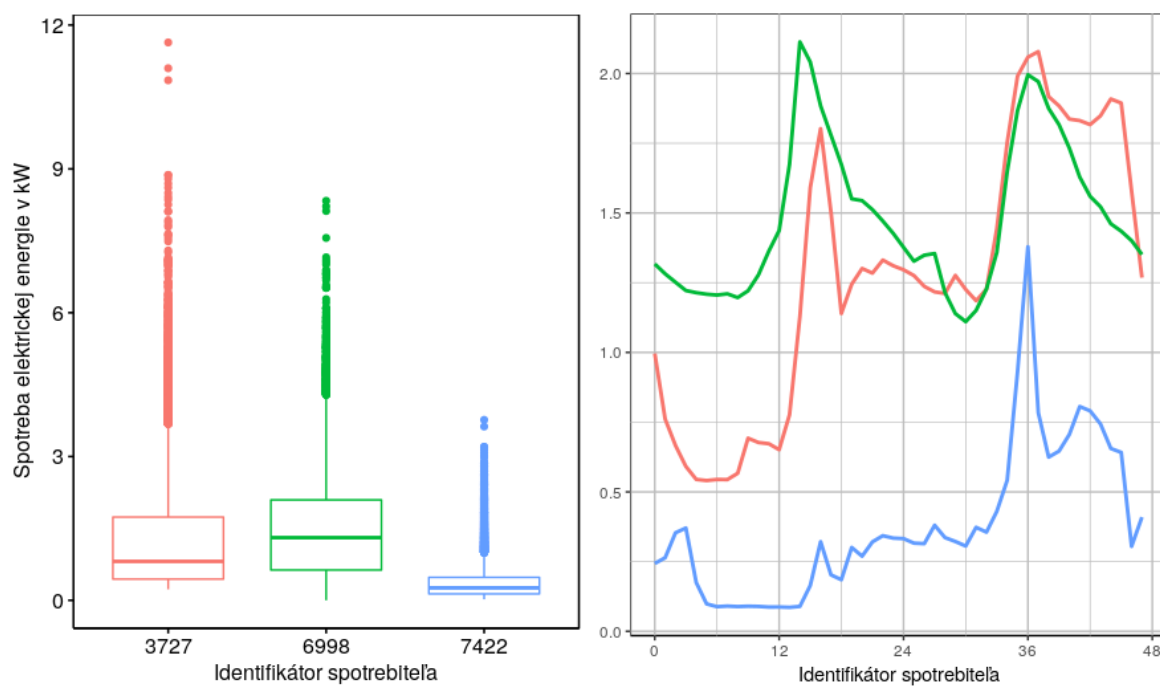 12
9
6
3
0
Spotreba elektrickej energle v kW
3727 6998 7422
Identifikátor spotrebiteľa
2.0
1.5
1.0
0.5
0.0
0 12 24 36 48
Identifikátor spotrebiteľa